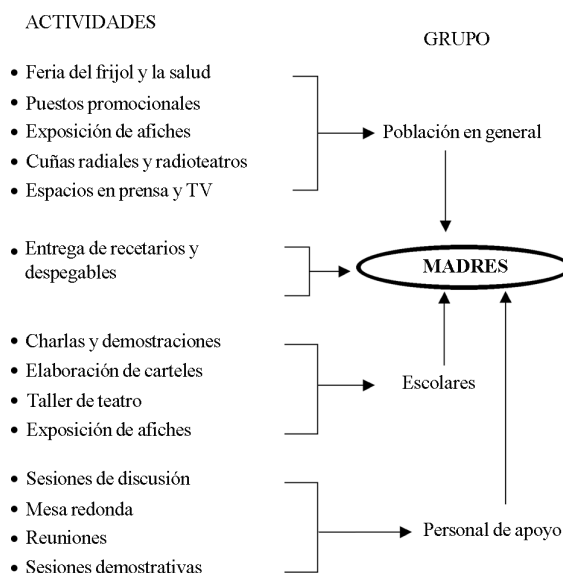 ACTIVIDADES
GRUPO
• Feria del frijol y la salud
• Puestos promocionales
• Exposición de afiches
• Cuñas radiales y radioteatros
• Espacios en prensa y TV
Población en general
• Entrega de recetarios y
despegables
MADRES
• Charlas y demostraciones
• Elaboración de carteles
• Taller de teatro
• Exposición de afiches
Escolares
• Sesiones de discusión
• Mesa redonda
• Reuniones
• Sesiones demostrativas
Personal de apoyo